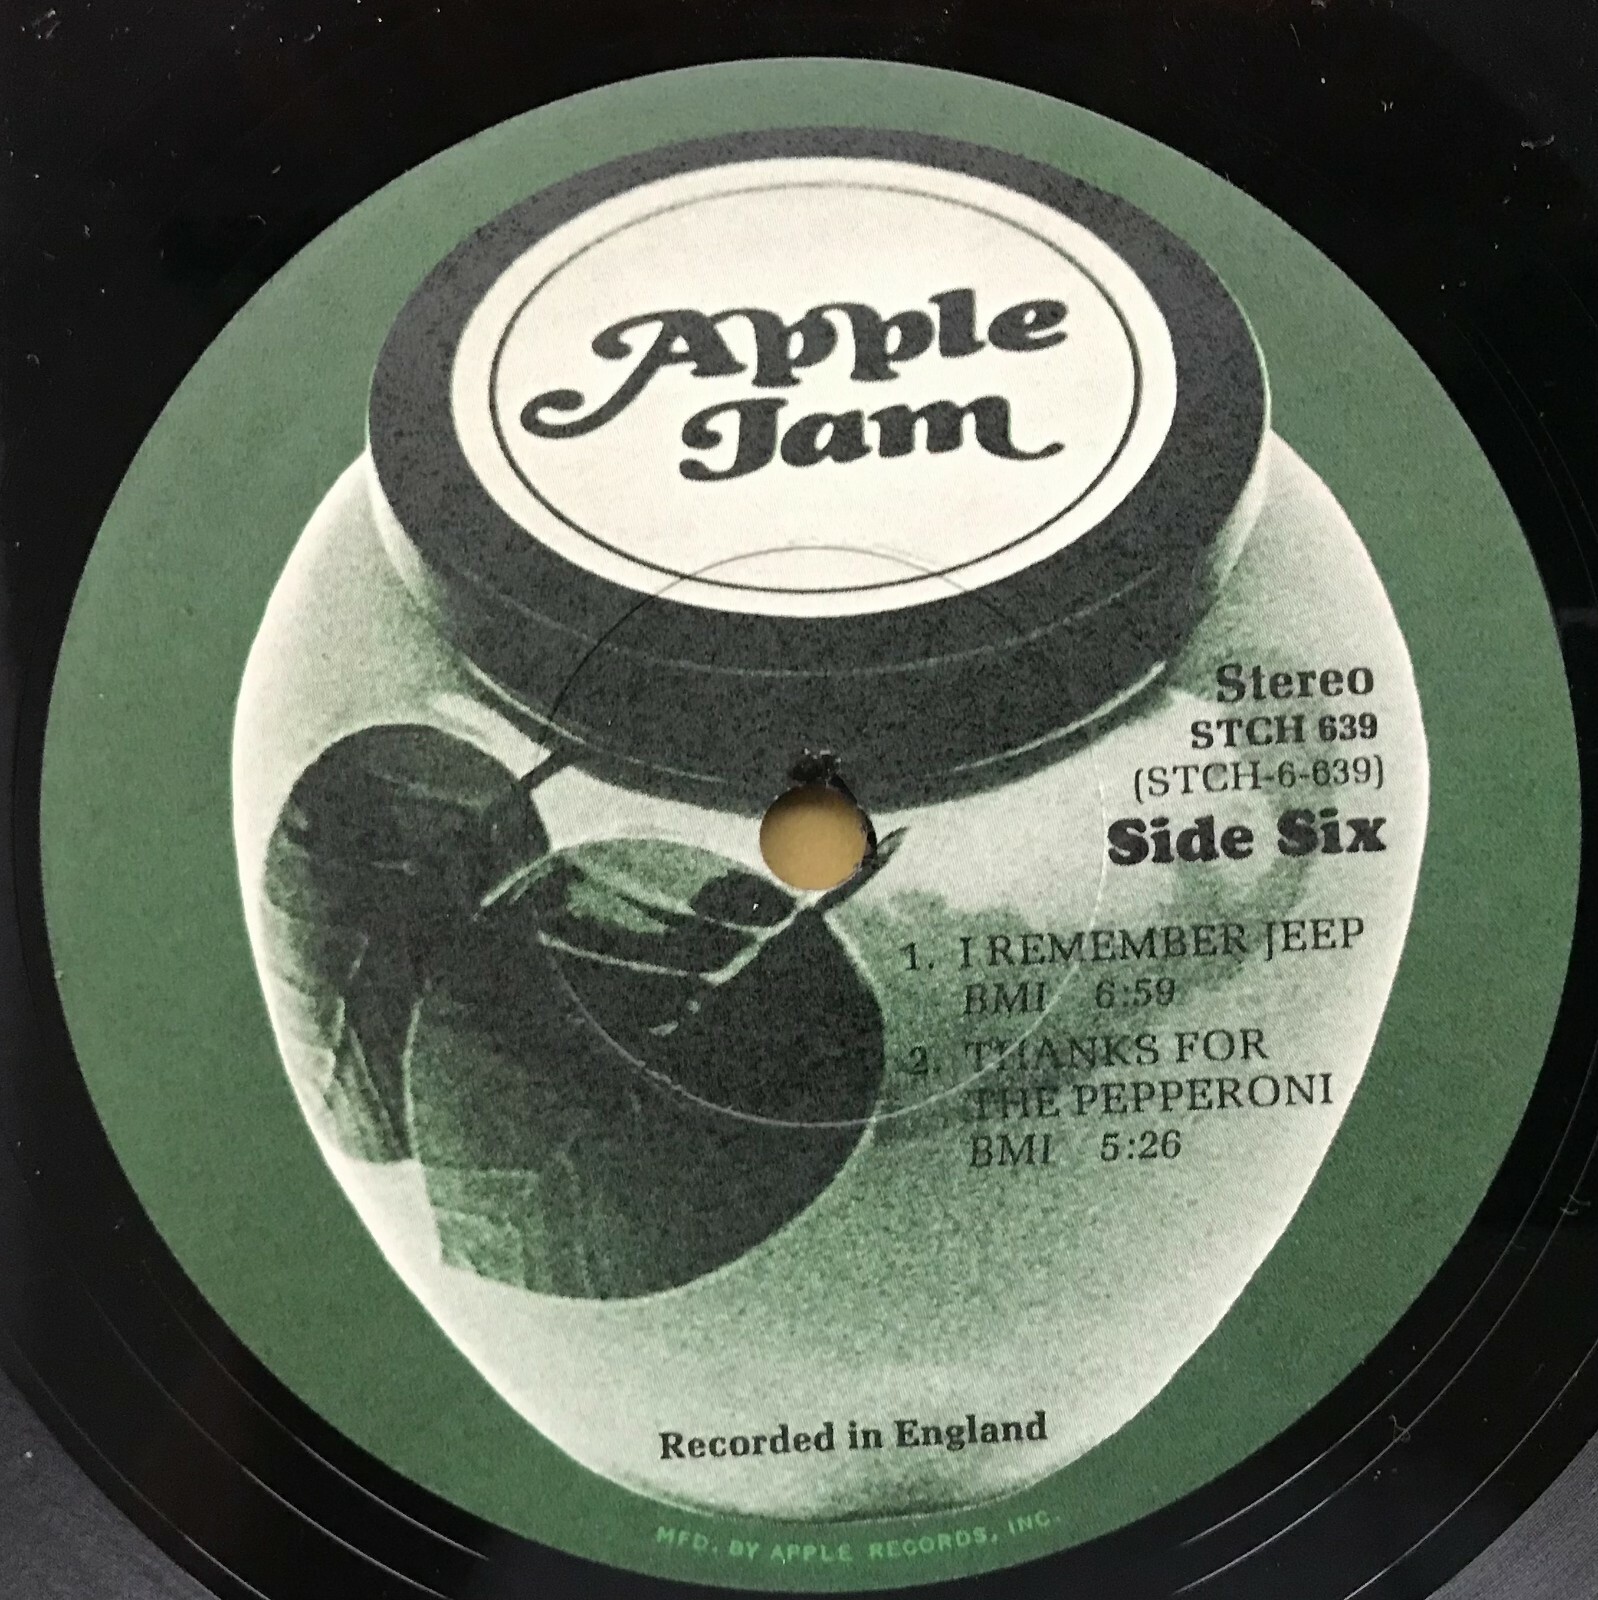 Apple
Jam
Stereo
STCH 639
(STCH-6-639)
Side Six
1. I REMEMBER JEEP
BMI 6:59
2. THANKS FOR
THE PEPPERONI
BMI 5:26
Recorded in England
MFD. BY APPLE RECORDS, INC.